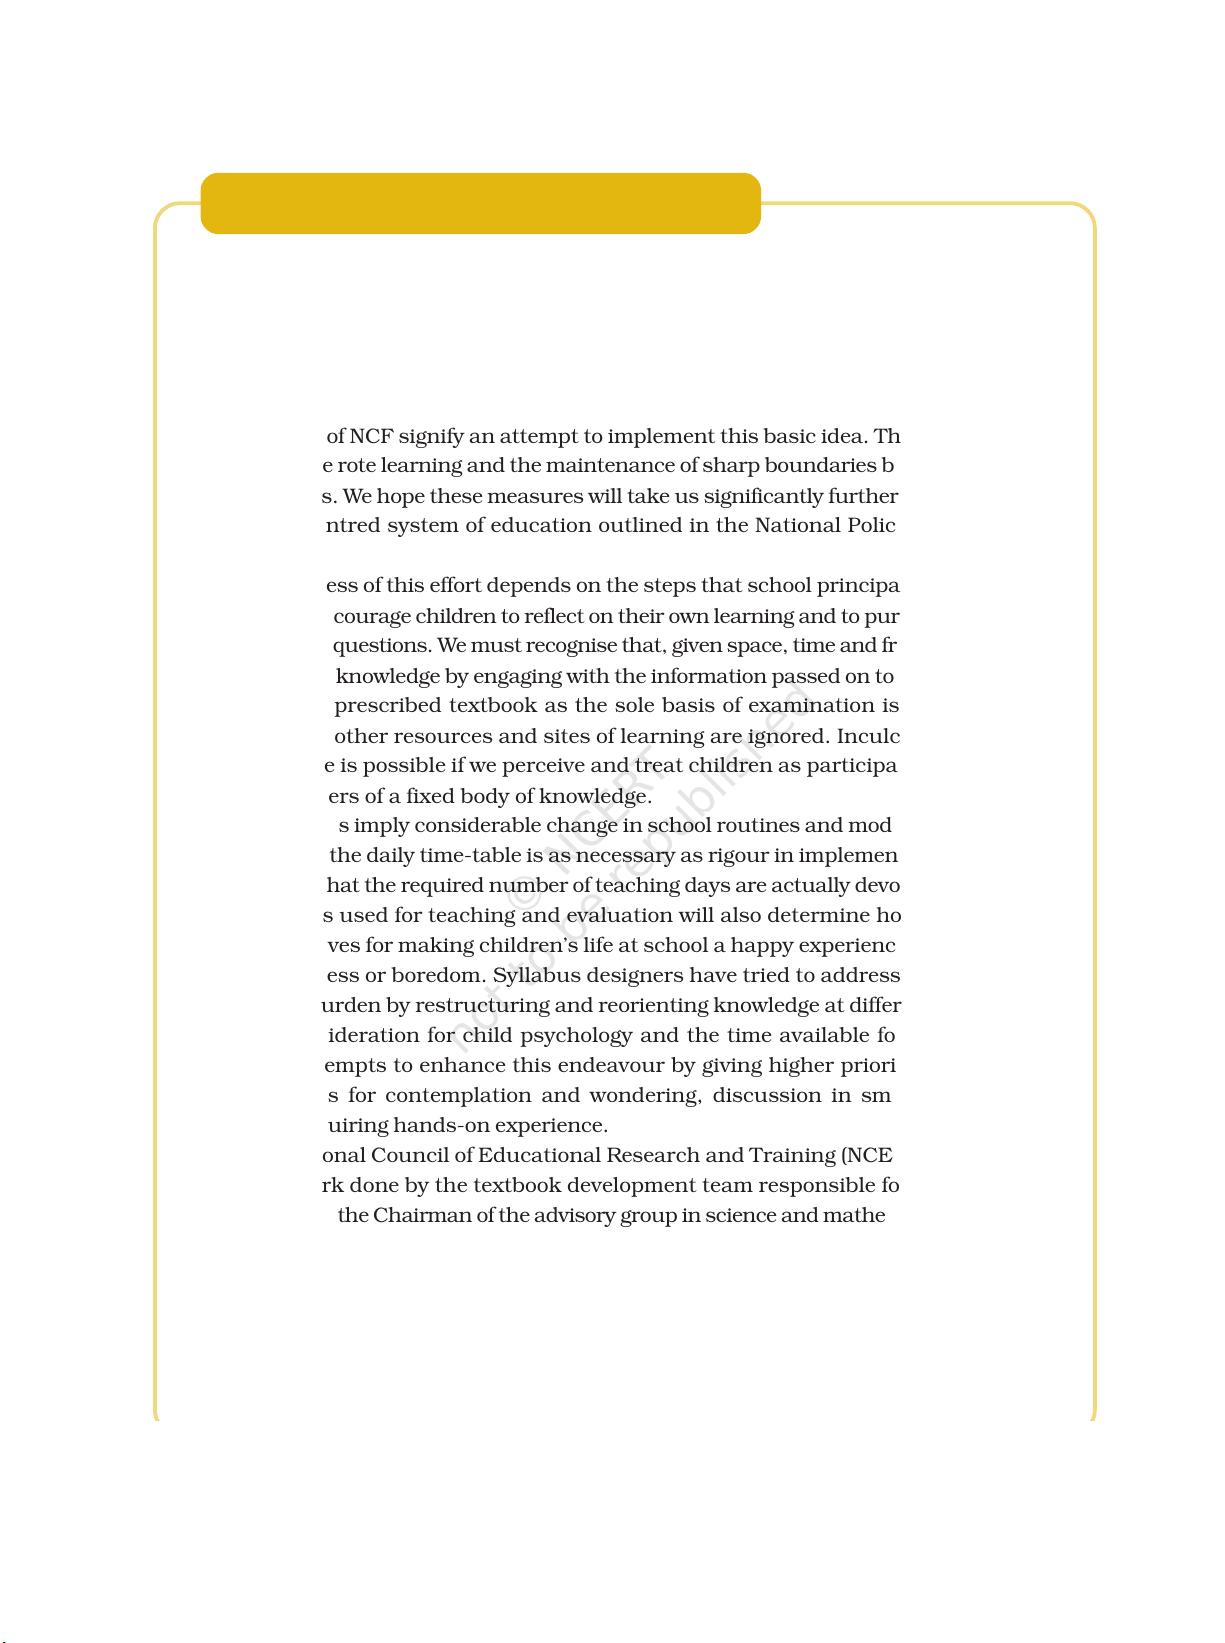 of NCF signify an attempt to implement this basic idea. Th
e rote learning and the maintenance of sharp boundaries b
s. We hope these measures will take us significantly further
ntred system of education outlined in the National Polic
ess of this effort depends on the steps that school principa
courage children to reflect on their own learning and to pur
questions. We must recognise that, given space, time and fr
knowledge by engaging with the information passed on to
prescribed textbook as the sole basis of examination is
other resources and sites of learning are ignored. Inculc
e is possible if we perceive and treat children as participa
ers of a fixed body of knowledge.
s imply considerable change in school routines and mod
the daily time-table is as necessary as rigour in implemen
hat the required number of teaching days are actually devo
s used for teaching and evaluation will also determine ho
ves for making children’s life at school a happy experienc
ess or boredom. Syllabus designers have tried to address
urden by restructuring and reorienting knowledge at differ
ideration for child psychology and the time available fo
empts to enhance this endeavour by giving higher priori
s for contemplation and wondering, discussion in sm
uiring hands-on experience.
onal Council of Educational Research and Training (NCE
rk done by the textbook development team responsible fo
the Chairman of the advisory group in science and mathe
© NCERT
not to be republished